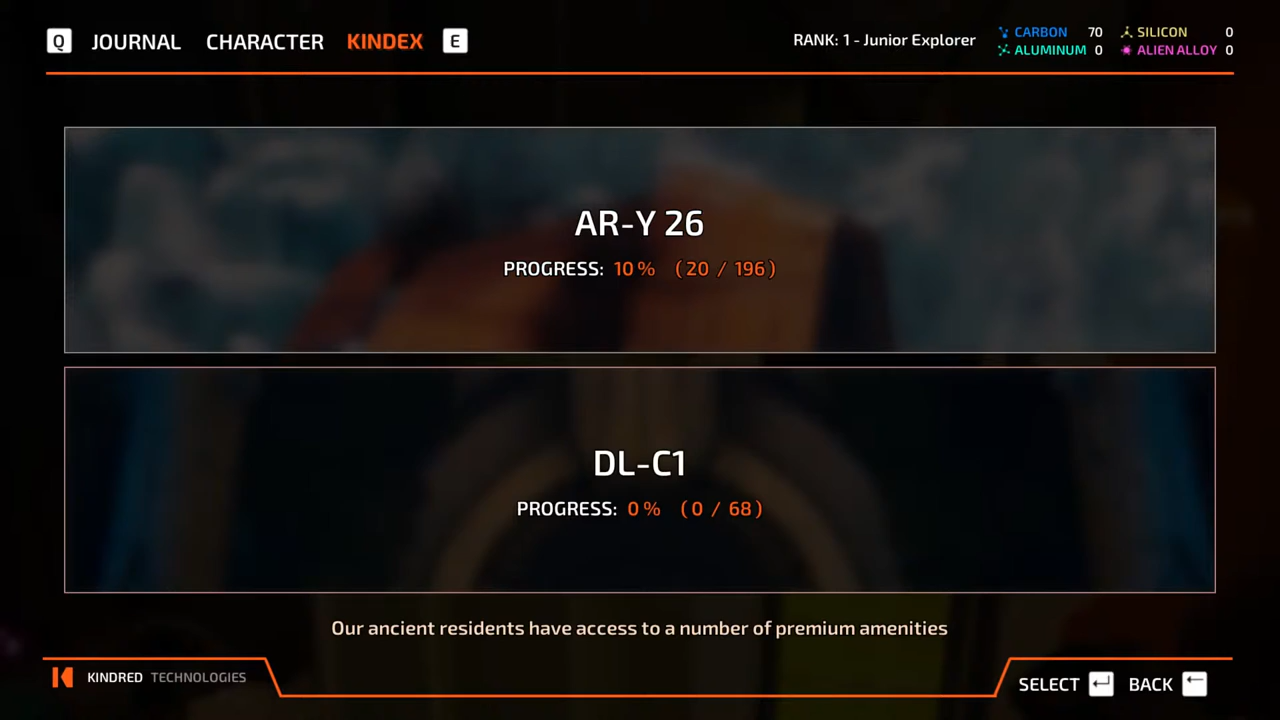 Q JOURNAL CHARACTER KINDEX E
RANK: 1 - Junior Explorer
CARBON 70 SILICON 0
ALUMINUM 0 ALIEN ALLOY 0
AR-Y 26
PROGRESS: 10 % ( 20 / 196 )
DL-C1
PROGRESS: 0 % ( 0 / 68 )
Our ancient residents have access to a number of premium amenities
KINDRED TECHNOLOGIES
SELECT BACK